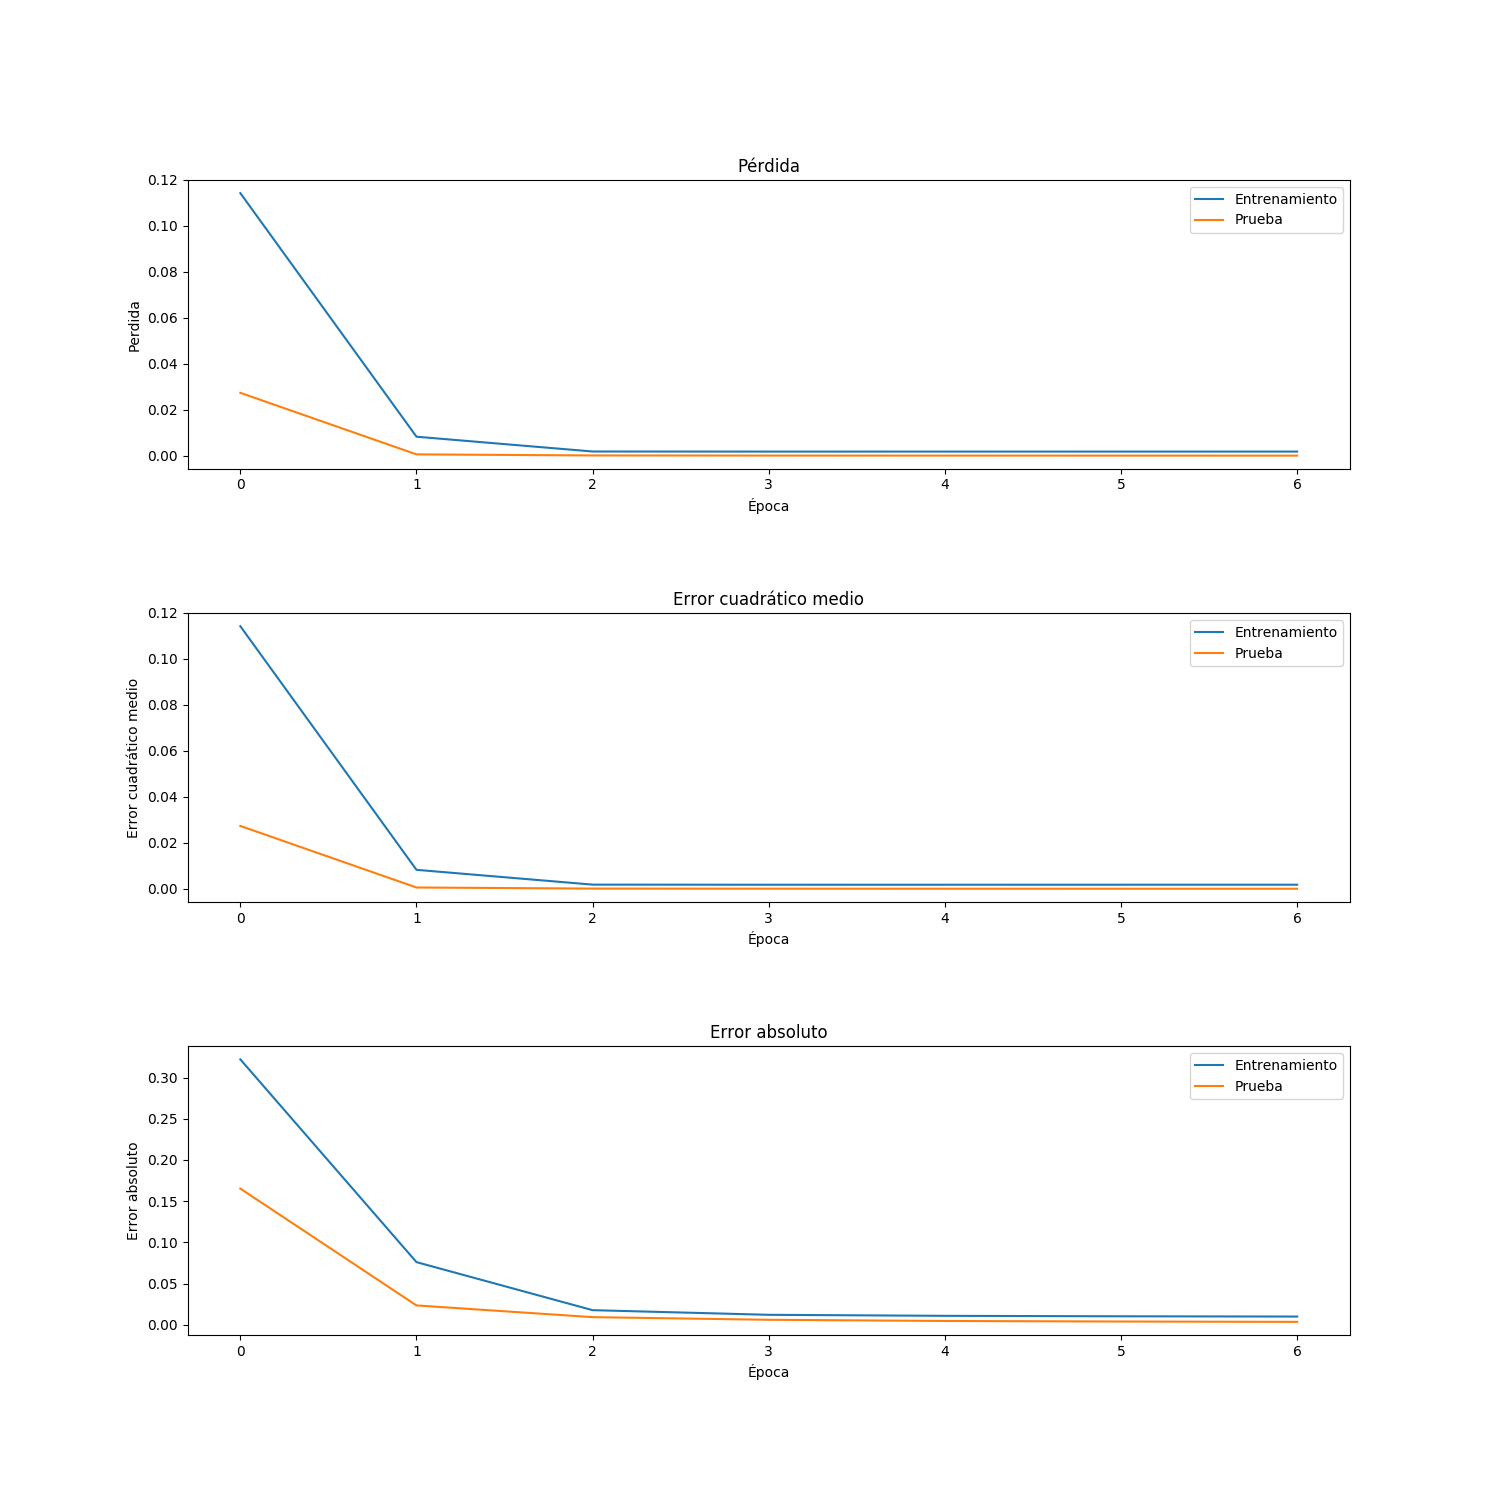 Pérdida
0.12
0.10
0.08
0.06
0.04
0.02
0.00
Perdida
Entrenamiento
Prueba
0 1 2 3 4 5 6
Época
Error cuadrático medio
0.12
0.10
0.08
0.06
0.04
0.02
0.00
Error cuadrático medio
Entrenamiento
Prueba
0 1 2 3 4 5 6
Época
Error absoluto
0.30
0.25
0.20
0.15
0.10
0.05
0.00
Error absoluto
Entrenamiento
Prueba
0 1 2 3 4 5 6
Época